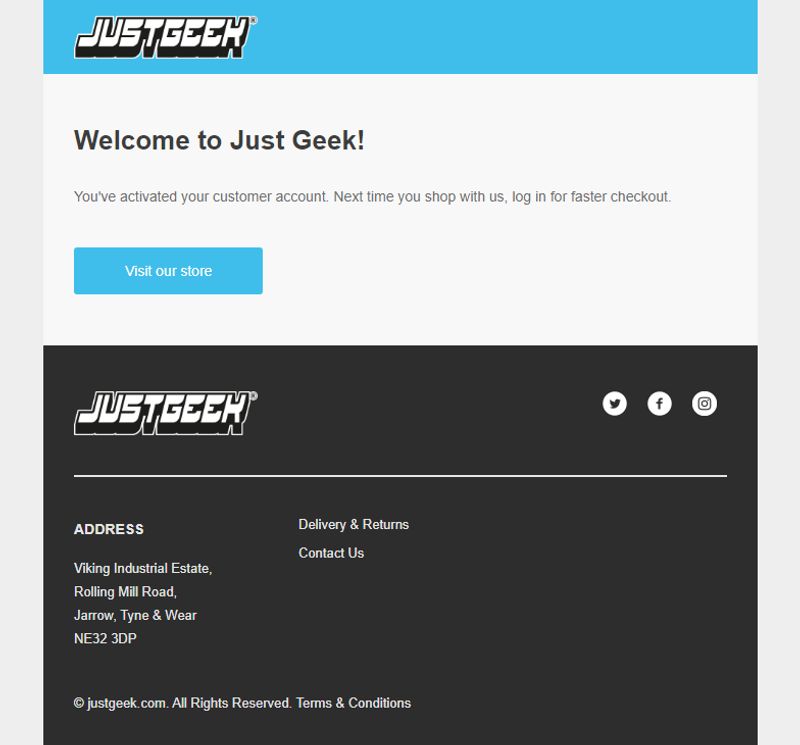 JUSTGEEK®
Welcome to Just Geek!
You've activated your customer account. Next time you shop with us, log in for faster checkout.
Visit our store
JUSTGEEK®
ADDRESS
Viking Industrial Estate,
Rolling Mill Road,
Jarrow, Tyne & Wear
NE32 3DP
Delivery & Returns
Contact Us
© justgeek.com. All Rights Reserved. Terms & Conditions